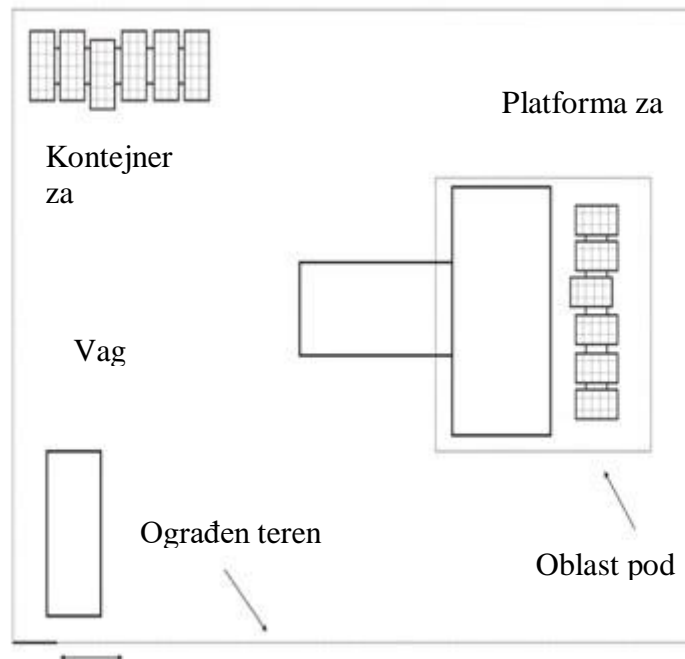 Platforma za
Kontejner
za
Vag
Ograđen teren
Oblast pod